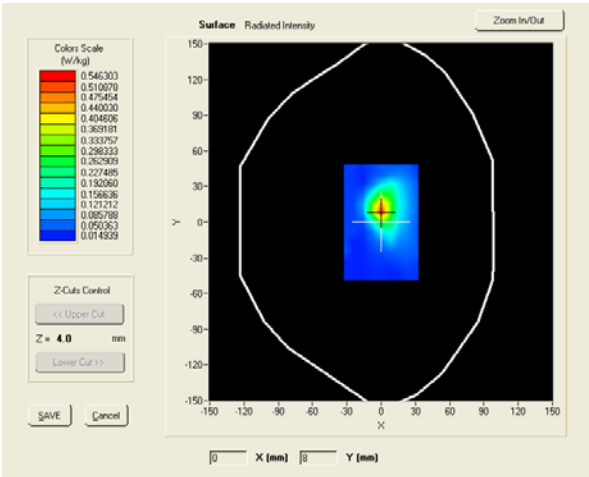 Surface Radiated Intensity
Zoom In/Out
Colors Scale
(W/kg)
0.546303
0.510878
0.475454
0.440030
0.404606
0.369181
0.333757
0.298333
0.262909
0.227485
0.192060
0.156636
0.121212
0.085788
0.050363
0.014939
150
120
90
60
30
0
-30
-60
-90
-120
-150
Y
-150 -120 -90 -60 -30 0 30 60 90 120 150
X
Z-Cuts Control
<< Upper Cut
Z = 4.0 mm
Lower Cut >>
SAVE Cancel
0 X (mm) 8 Y (mm)